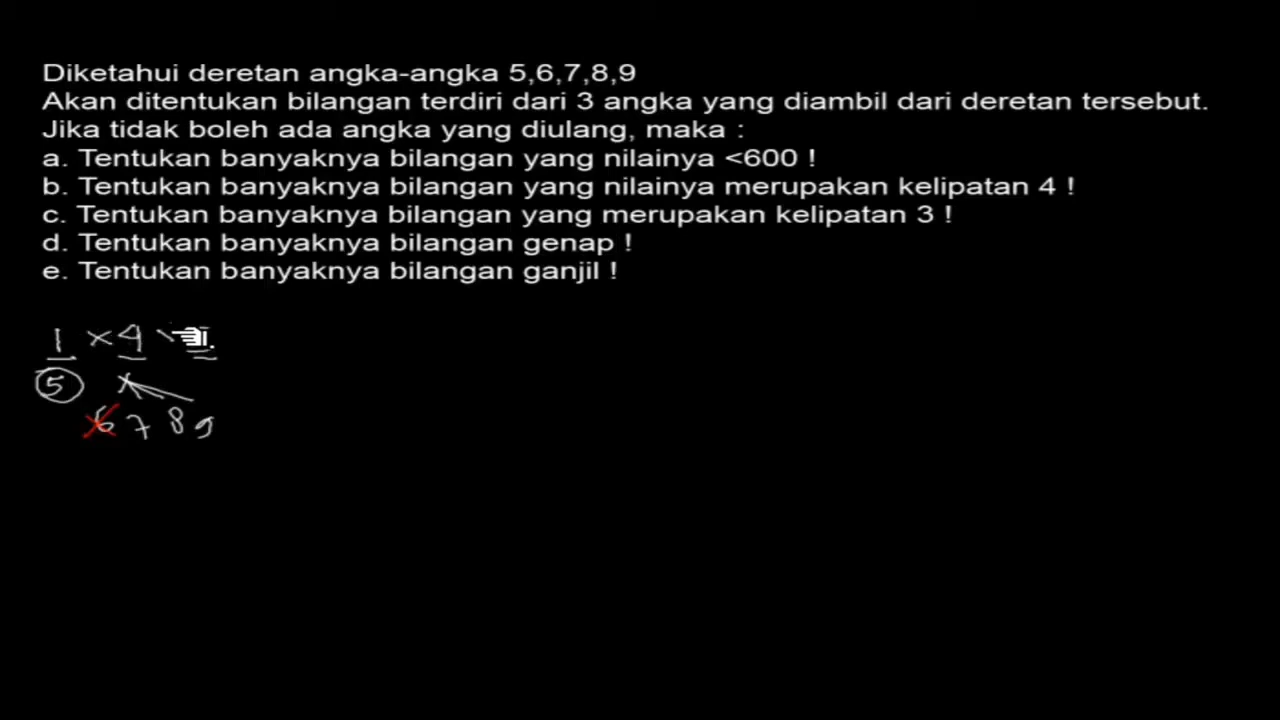 Diketahui deretan angka-angka 5,6,7,8,9
Akan ditentukan bilangan terdiri dari 3 angka yang diambil dari deretan tersebut.
Jika tidak boleh ada angka yang diulang, maka :
a. Tentukan banyaknya bilangan yang nilainya <600 !
b. Tentukan banyaknya bilangan yang nilainya merupakan kelipatan 4 !
c. Tentukan banyaknya bilangan yang merupakan kelipatan 3 !
d. Tentukan banyaknya bilangan genap !
e. Tentukan banyaknya bilangan ganjil !
1 × 4
5
6 7 8 9